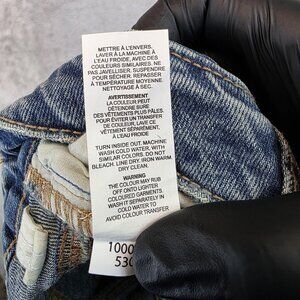 METTRE À L'ENVERS.
LAVER À LA MACHINE À
L'EAU FROIDE, AVEC DES
COULEURS SIMILAIRES. NE
PAS JAVELLISER, SUSPENDRE
POUR SÉCHER, REPASSER
À TEMPÉRATURE MOYENNE,
NETTOYAGE À SEC.
AVERTISSEMENT
LA COULEUR PEUT
DÉTEINDRE SUR
DES VÊTEMENTS PLUS PÂLES.
POUR ÉVITER UN TRANSFERT
DE COULEUR, LAVE CE
VÊTEMENT SÉPARÉMENT,
À L'EAU FROIDE
TURN INSIDE OUT. MACHINE
WASH COLD WATER, WITH
SIMILAR COLORS. DO NOT
BLEACH. LINE DRY. IRON WARM.
DRY CLEAN.
WARNING
THE COLOUR MAY RUB
OFF ONTO LIGHTER
COLOURED GARMENTS.
WASH IT SEPARATELY IN
COLD WATER TO
AVOID COLOUR TRANSFER
1000
530